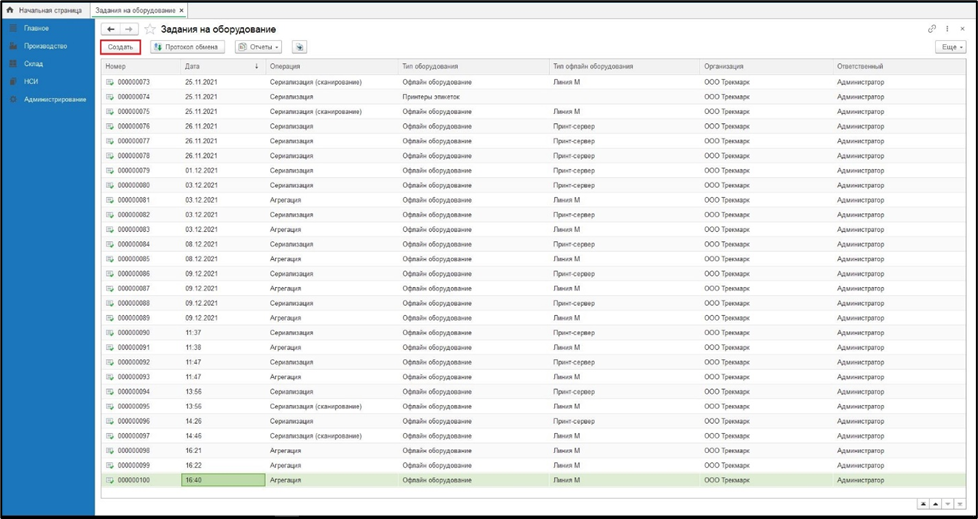 Начальная страница Задания на оборудование ×
Главное
Производство
Склад
НСИ
Администрирование
Задания на оборудование
Создать Протокол обмена Отчеты Еще
Номер Дата ↓ Операция Тип оборудования Тип офлайн оборудования Организация Ответственный
000000073 25.11.2021 Сериализация (сканирование) Офлайн оборудование Линия М ООО Трекмарк Администратор
000000074 25.11.2021 Сериализация Принтеры этикеток ООО Трекмарк Администратор
000000075 25.11.2021 Сериализация (сканирование) Офлайн оборудование Линия М ООО Трекмарк Администратор
000000076 26.11.2021 Сериализация Офлайн оборудование Принт-сервер ООО Трекмарк Администратор
000000077 26.11.2021 Сериализация Офлайн оборудование Принт-сервер ООО Трекмарк Администратор
000000078 26.11.2021 Сериализация Офлайн оборудование Принт-сервер ООО Трекмарк Администратор
000000079 01.12.2021 Сериализация Офлайн оборудование Принт-сервер ООО Трекмарк Администратор
000000080 03.12.2021 Сериализация Офлайн оборудование Принт-сервер ООО Трекмарк Администратор
000000081 03.12.2021 Агрегация Офлайн оборудование Линия М ООО Трекмарк Администратор
000000082 03.12.2021 Сериализация Офлайн оборудование Принт-сервер ООО Трекмарк Администратор
000000083 03.12.2021 Агрегация Офлайн оборудование Линия М ООО Трекмарк Администратор
000000084 08.12.2021 Сериализация Офлайн оборудование Принт-сервер ООО Трекмарк Администратор
000000085 08.12.2021 Агрегация Офлайн оборудование Линия М ООО Трекмарк Администратор
000000086 09.12.2021 Сериализация Офлайн оборудование Принт-сервер ООО Трекмарк Администратор
000000087 09.12.2021 Агрегация Офлайн оборудование Линия М ООО Трекмарк Администратор
000000088 09.12.2021 Сериализация Офлайн оборудование Принт-сервер ООО Трекмарк Администратор
000000089 09.12.2021 Агрегация Офлайн оборудование Линия М ООО Трекмарк Администратор
000000090 11:37 Сериализация Офлайн оборудование Принт-сервер ООО Трекмарк Администратор
000000091 11:38 Агрегация Офлайн оборудование Линия М ООО Трекмарк Администратор
000000092 11:47 Сериализация Офлайн оборудование Принт-сервер ООО Трекмарк Администратор
000000093 11:47 Агрегация Офлайн оборудование Линия М ООО Трекмарк Администратор
000000094 13:56 Сериализация Офлайн оборудование Принт-сервер ООО Трекмарк Администратор
000000095 13:56 Сериализация (сканирование) Офлайн оборудование Линия М ООО Трекмарк Администратор
000000096 14:26 Сериализация Офлайн оборудование Принт-сервер ООО Трекмарк Администратор
000000097 14:46 Сериализация (сканирование) Офлайн оборудование Линия М ООО Трекмарк Администратор
000000098 16:21 Агрегация Офлайн оборудование Линия М ООО Трекмарк Администратор
000000099 16:22 Агрегация Офлайн оборудование Линия М ООО Трекмарк Администратор
000000100 16:40 Агрегация Офлайн оборудование Линия М ООО Трекмарк Администратор